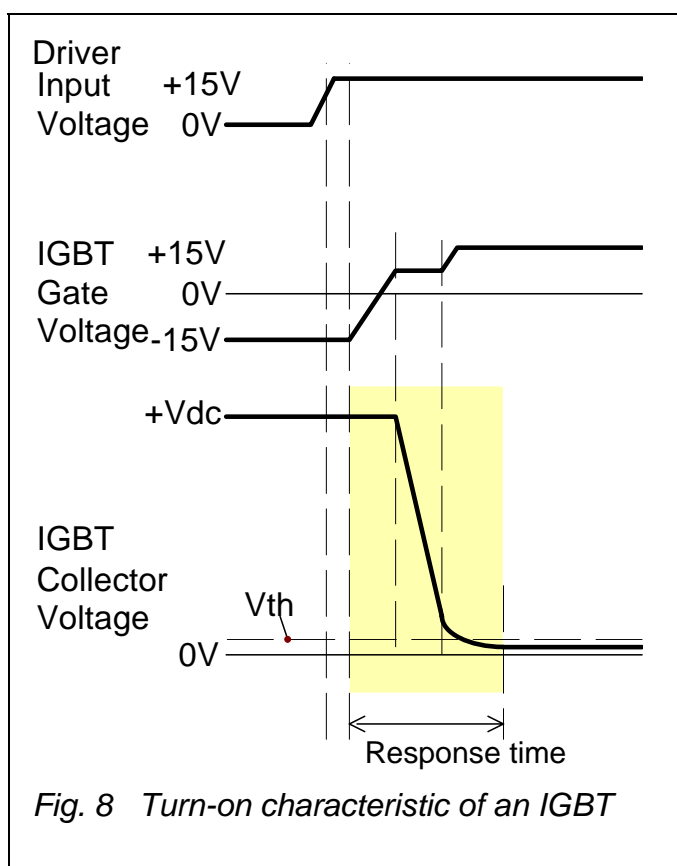 Driver
Input +15V
Voltage 0V
IGBT +15V
Gate 0V
Voltage -15V
+Vdc
IGBT
Collector
Voltage
Vth
0V
Response time
Fig. 8 Turn-on characteristic of an IGBT